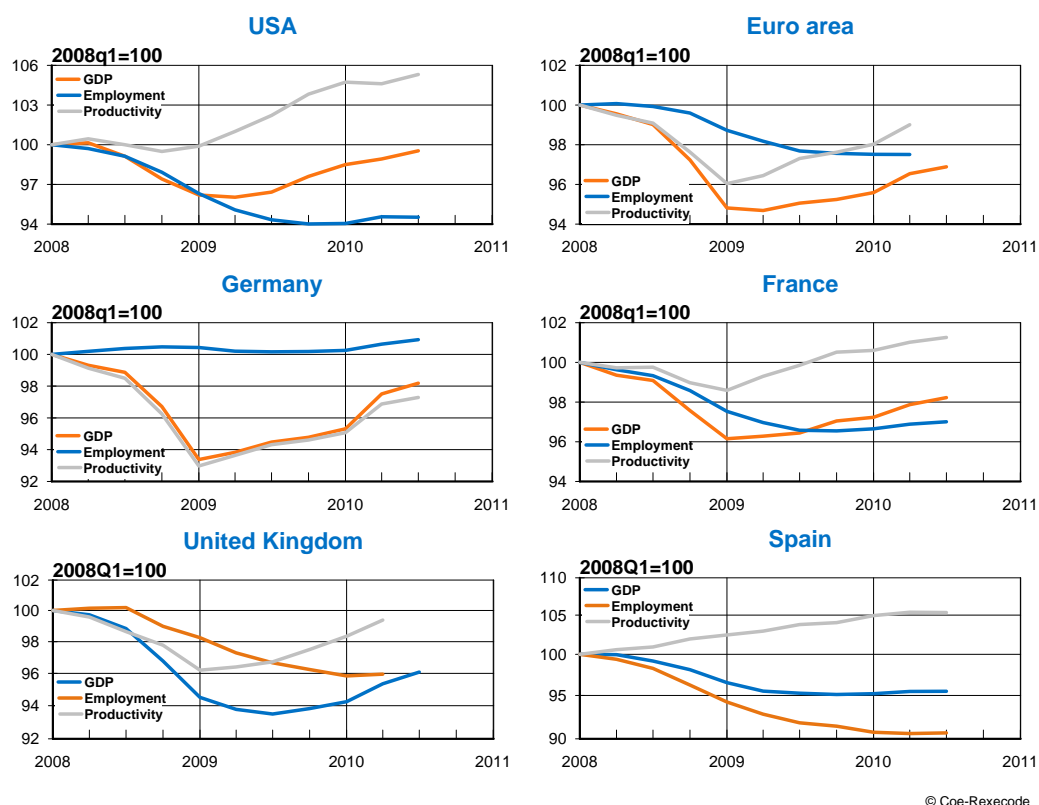 USA
2008q1=100
106
103
100
97
94
GDP
Employment
Productivity
2008 2009 2010 2011
Euro area
2008q1=100
102
100
98
96
94
GDP
Employment
Productivity
2008 2009 2010 2011
Germany
2008q1=100
102
100
98
96
94
92
GDP
Employment
Productivity
2008 2009 2010 2011
France
2008q1=100
102
100
98
96
94
GDP
Employment
Productivity
2008 2009 2010 2011
United Kingdom
2008Q1=100
102
100
98
96
94
92
GDP
Employment
Productivity
2008 2009 2010 2011
Spain
2008Q1=100
110
105
100
95
90
GDP
Employment
Productivity
2008 2009 2010 2011
© Coe-Rexecode